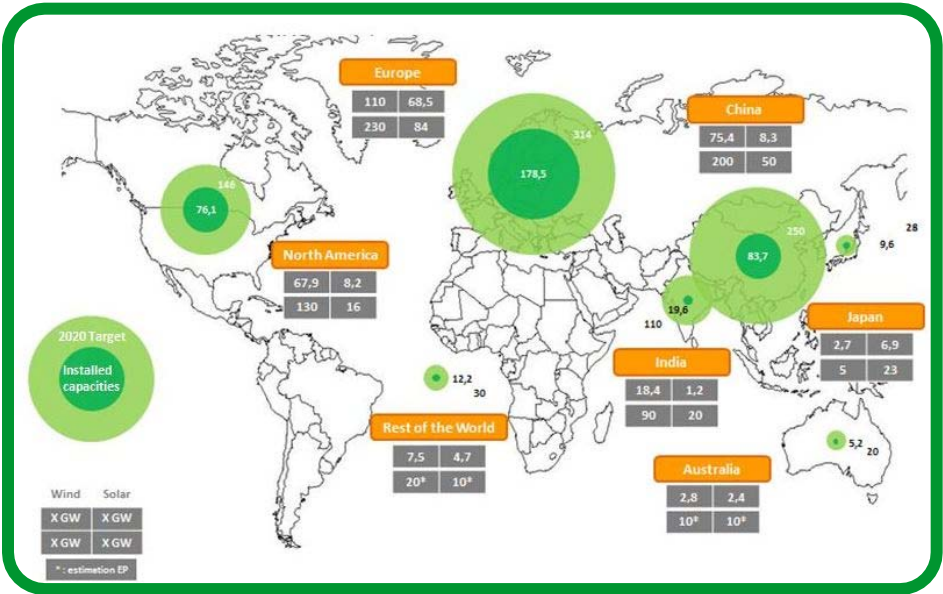 Europe
110 68,5
230 84
314
178,5
China
75,4 8,3
200 50
146
76,1
250
83,7
28
9,6
North America
67,9 8,2
130 16
19,6
110
Japan
2,7 6,9
5 23
2020 Target
Installed
capacities
India
18,4 1,2
90 20
12,2
30
Rest of the World
7,5 4,7
20* 10*
5,2
20
Australia
2,8 2,4
10* 10*
Wind Solar
X GW X GW
X GW X GW
* : estimation EP